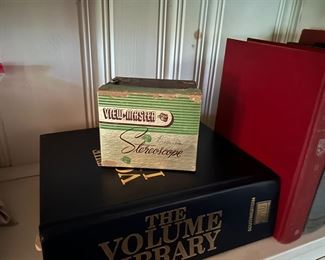 VIEW-MASTER
Stereoscope
THE
VOLUME
LIBRARY